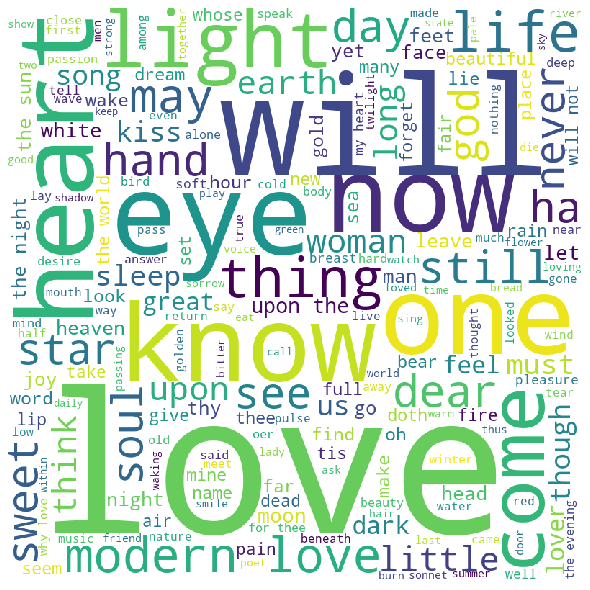 love
will
eye
know
now
one
heart
light
come
thing
life
day
may
hand
star
soul
sweet
modern love
little
dear
see
still
woman
god
never
long
earth
song
kiss
sleep
upon
think
dark
must
feel
though
lover
us
ha
great
upon the
white
wake
dream
heaven
look
joy
take
word
lip
night
give
thy
thee
mine
name
air
pain
dead
moon
far
find
tis
oh
go
full
bear
fire
head
make
leave
let
man
rain
sea
new
set
hour
soft
bird
cold
body
gold
forget
fair
lie
many
yet
face
feet
beautiful
place
whose
speak
made
state
pale
river
sky
deep
nothing
die
will not
near
gone
loving
bread
wind
pleasure
tear
thus
red
door
the evening
well
came
last
winter
warm
doth
away
world
sing
thought
looked
time
loved
watch
hard
much
flower
my heart
twilight
together
among
strong
men
passion
close
first
show
two
the sun
good
tell
wave
keep
even
alone
lay
shadow
the world
the night
desire
mouth
way
mind
half
low
within
why love
daily
seem
music
friend
nature
waking
old
smile
said
meet
poet
lady
oer
pulse
for thee
beneath
ask
beauty
hair
water
burn
sonnet
summer
call
live
eat
say
bitter
golden
return
sorrow
voice
breast
green
true
play
pass
answer
passing